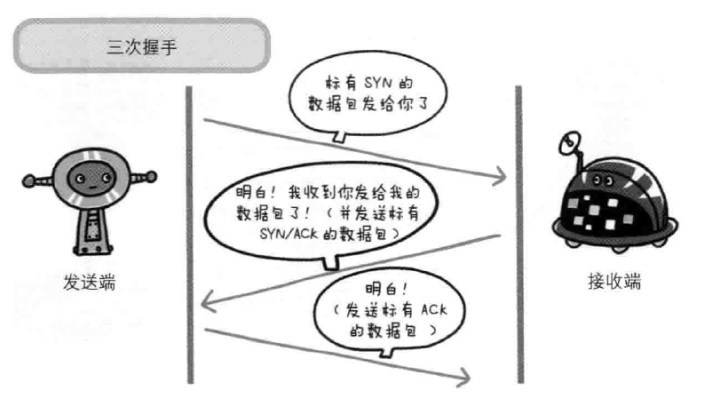 三次握手
标有 SYN 的
数据包发给你了
明白！我收到你发给我的
数据包了！（并发送标有
SYN/ACK 的数据包）
发送端
接收端
明白！
（发送标有 ACK
的数据包）